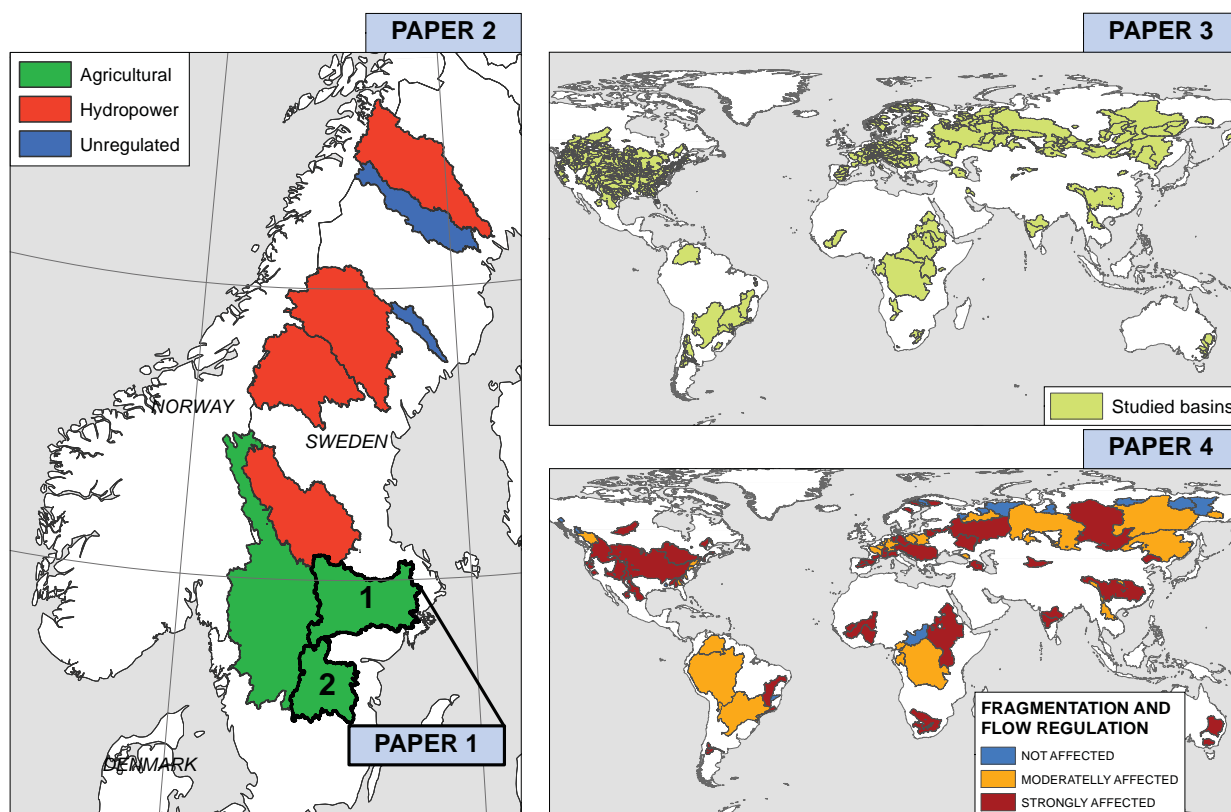 PAPER 2
Agricultural
Hydropower
Unregulated
NORWAY
SWEDEN
1
2
PAPER 1
DENMARK
PAPER 3
Studied basins
PAPER 4
FRAGMENTATION AND
FLOW REGULATION
NOT AFFECTED
MODERATELLY AFFECTED
STRONGLY AFFECTED